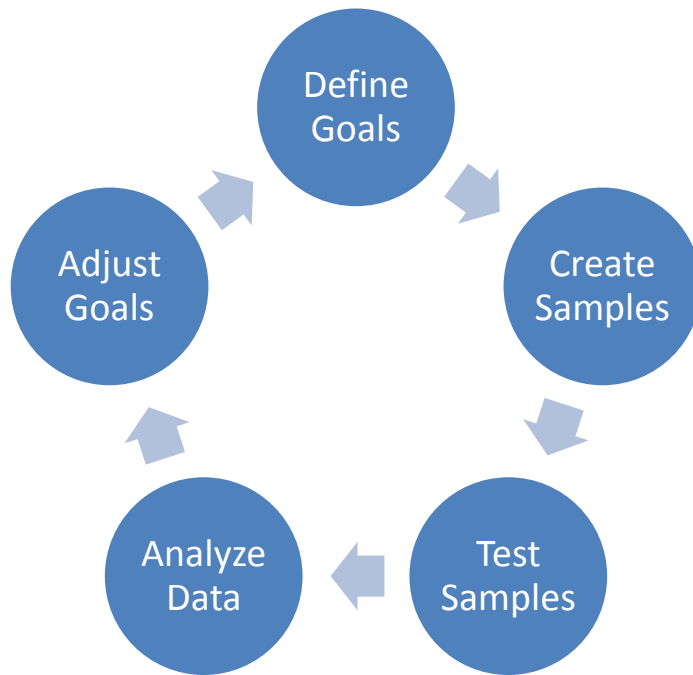 Define
Goals
Create
Samples
Test
Samples
Analyze
Data
Adjust
Goals